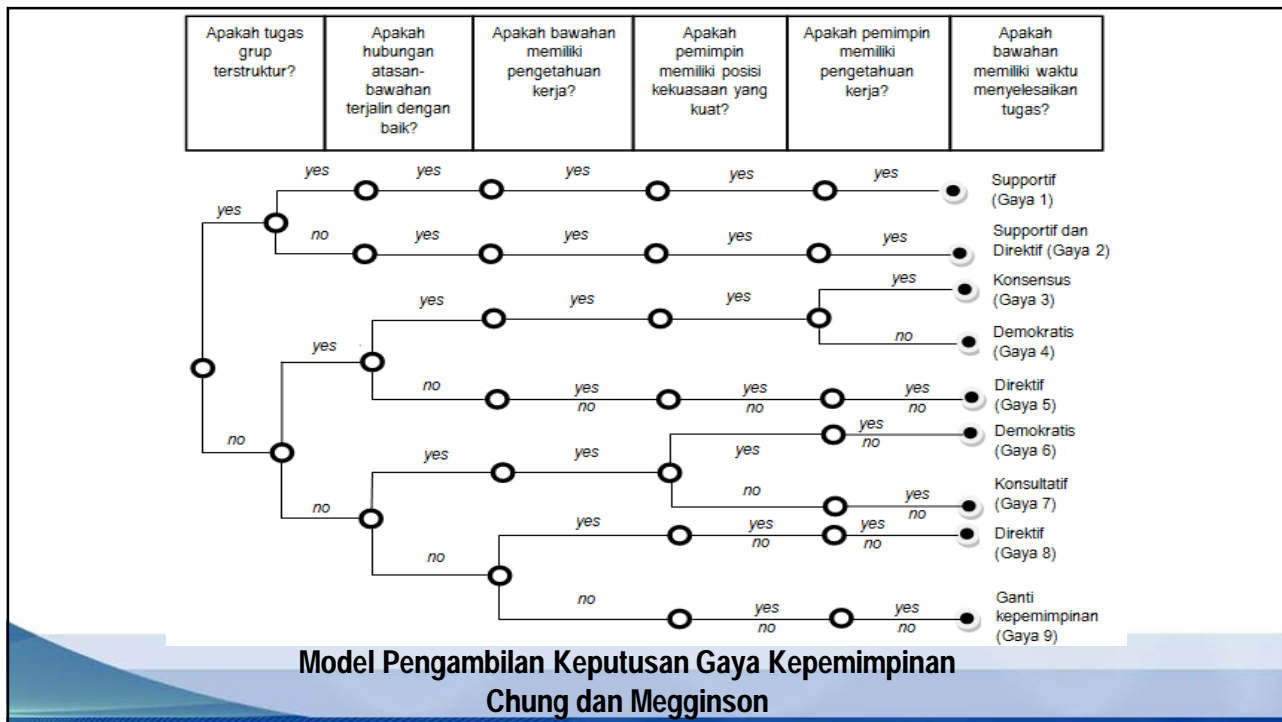 Apakah tugas
grup
terstruktur?
Apakah
hubungan
atasan-
bawahan
terjalin dengan
baik?
Apakah bawahan
memiliki
pengetahuan
kerja?
Apakah
pemimpin
memiliki posisi
kekuasaan yang
kuat?
Apakah pemimpin
memiliki
pengetahuan
kerja?
Apakah
bawahan
memiliki waktu
menyelesaikan
tugas?
yes
yes
yes
yes
yes
yes
Supportif
(Gaya 1)
no
yes
yes
yes
yes
Supportif dan
Direktif (Gaya 2)
no
yes
yes
yes
yes
yes
Konsensus
(Gaya 3)
no
Demokratis
(Gaya 4)
no
yes
no
yes
no
yes
no
Direktif
(Gaya 5)
no
yes
yes
yes
yes
no
Demokratis
(Gaya 6)
no
yes
no
Konsultatif
(Gaya 7)
no
yes
yes
no
yes
no
Direktif
(Gaya 8)
no
yes
no
yes
no
Ganti
kepemimpinan
(Gaya 9)
Model Pengambilan Keputusan Gaya Kepemimpinan
Chung dan Megginson